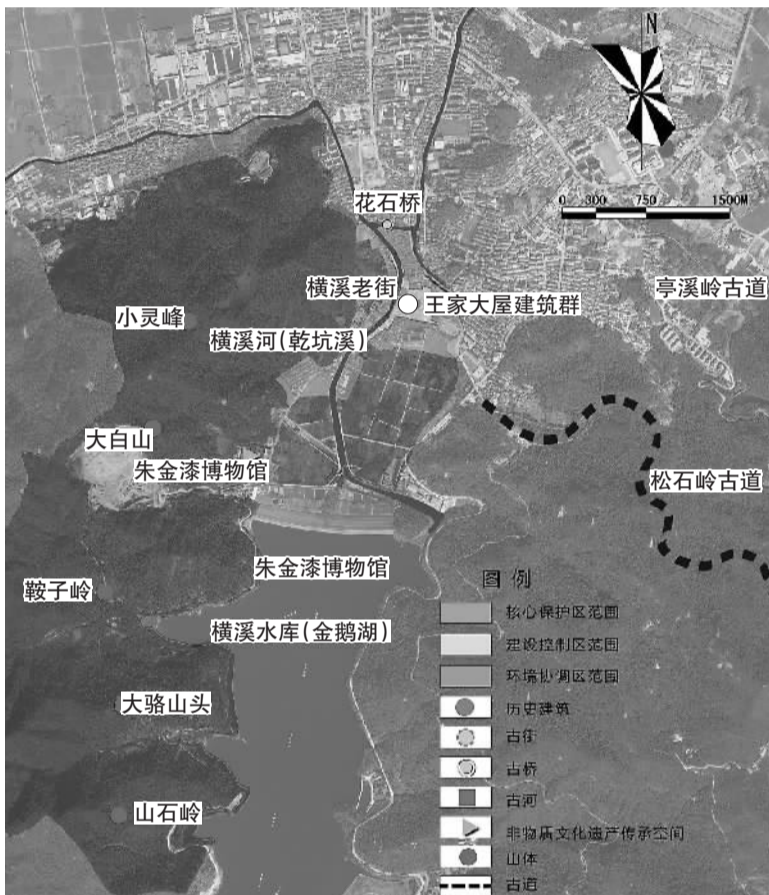 N
0 300 750 1500M
花石桥
横溪老街
王家大屋建筑群
亭溪岭古道
小灵峰
横溪河(乾坑溪)
大白山
朱金漆博物馆
松石岭古道
朱金漆博物馆
鞍子岭
横溪水库(金鹅湖)
大骆山头
山石岭
图例
核心保护区范围
建设控制区范围
环境协调区范围
历史建筑
古街
古桥
古河
非物质文化遗产传承空间
山体
古道